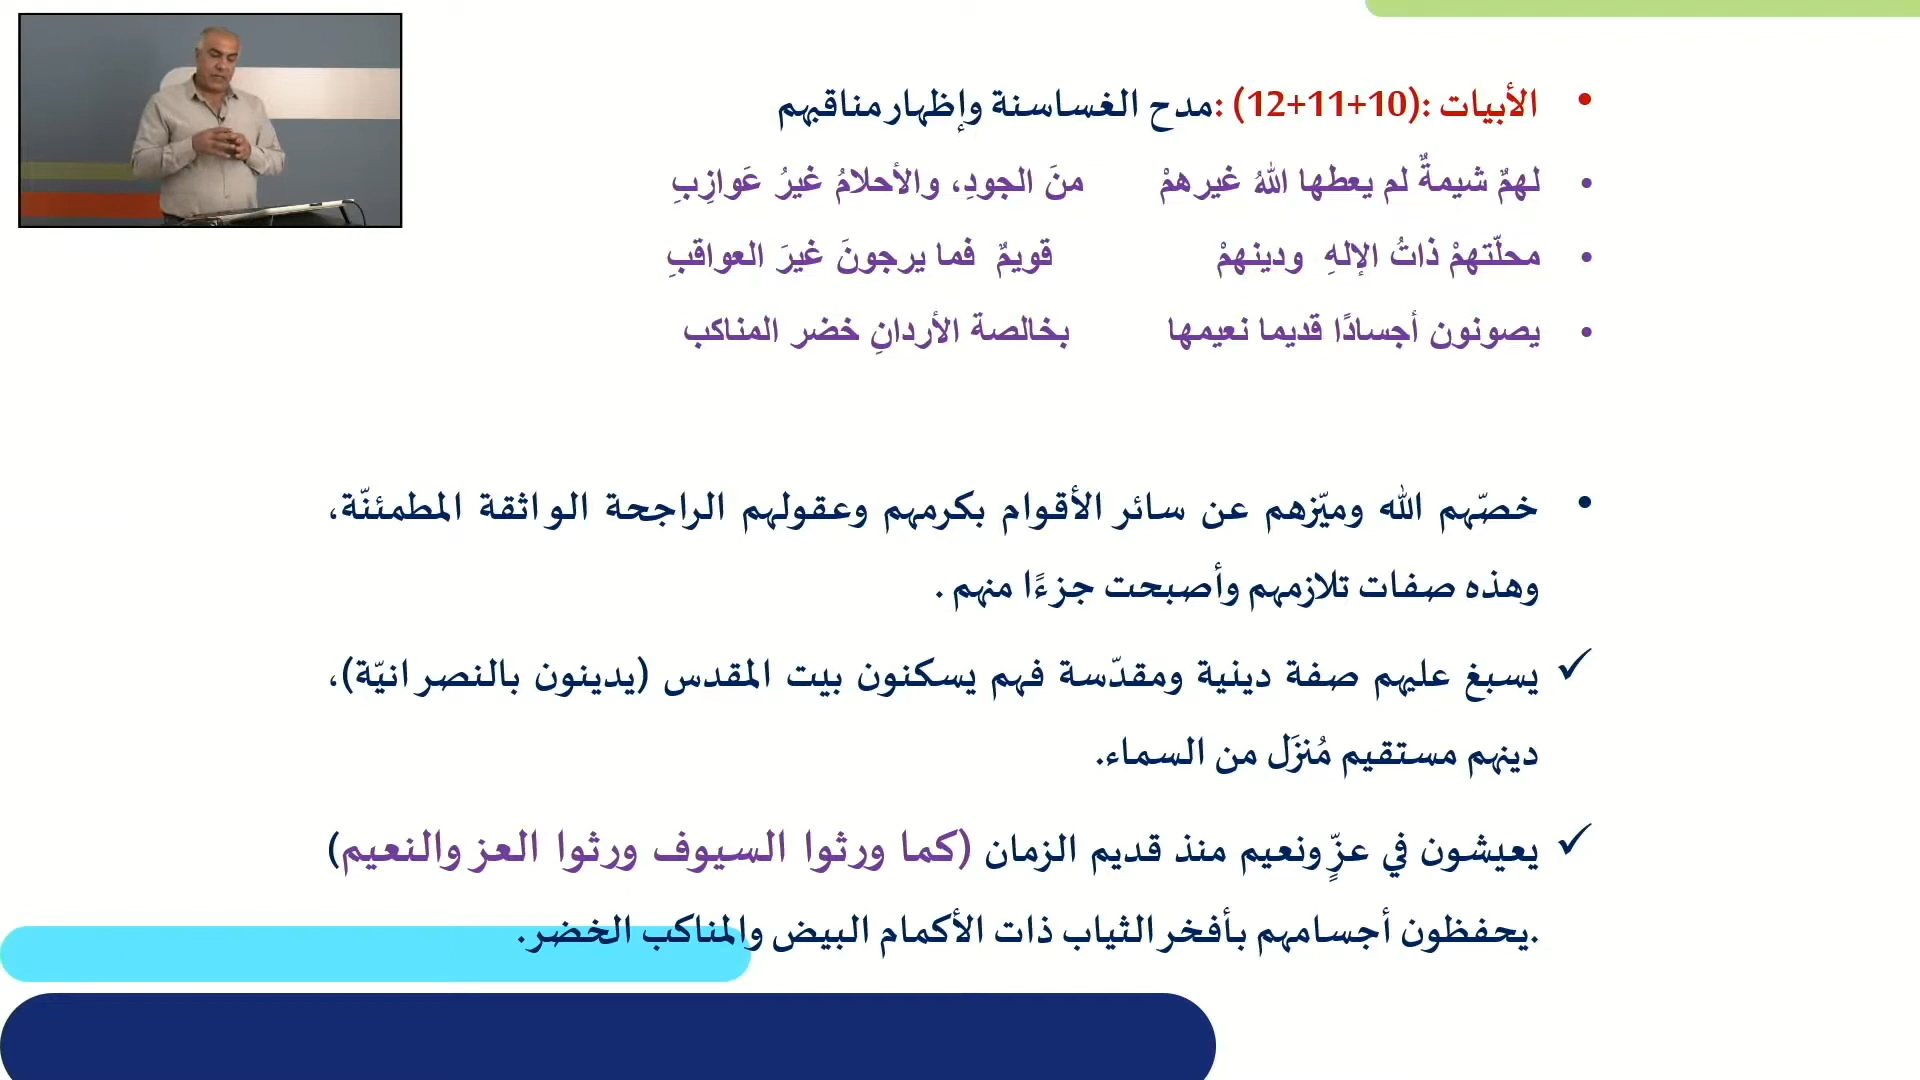 • الأبيات :(10+11+12) :مدح الغساسنة وإظهار مناقبهم
• لهمٌ شيمةٌ لم يعطها اللهُ غيرهمْ منَ الجودِ، والأحلامُ غيرُ عَوازِبِ
• محلّتهمْ ذاتُ الإلهِ ودينهمْ قويمٌ فما يرجونَ غيرَ العواقبِ
• يصونون أجسادًا قديما نعيمها بخالصة الأردانِ خضر المناكب
• خصّهم الله وميّزهم عن سائر الأقوام بكرمهم وعقولهم الراجحة الواثقة المطمئنّة،
وهذه صفات تلازمهم وأصبحت جزءًا منهم .
✓ يسبغ عليهم صفة دينية ومقدّسة فهم يسكنون بيت المقدس (يدينون بالنصرانيّة)،
دينهم مستقيم مُنزَل من السماء.
✓ يعيشون في عزٍّ ونعيم منذ قديم الزمان (كما ورثوا السيوف ورثوا العز والنعيم)
.يحفظون أجسامهم بأفخر الثياب ذات الأكمام البيض والمناكب الخضر.